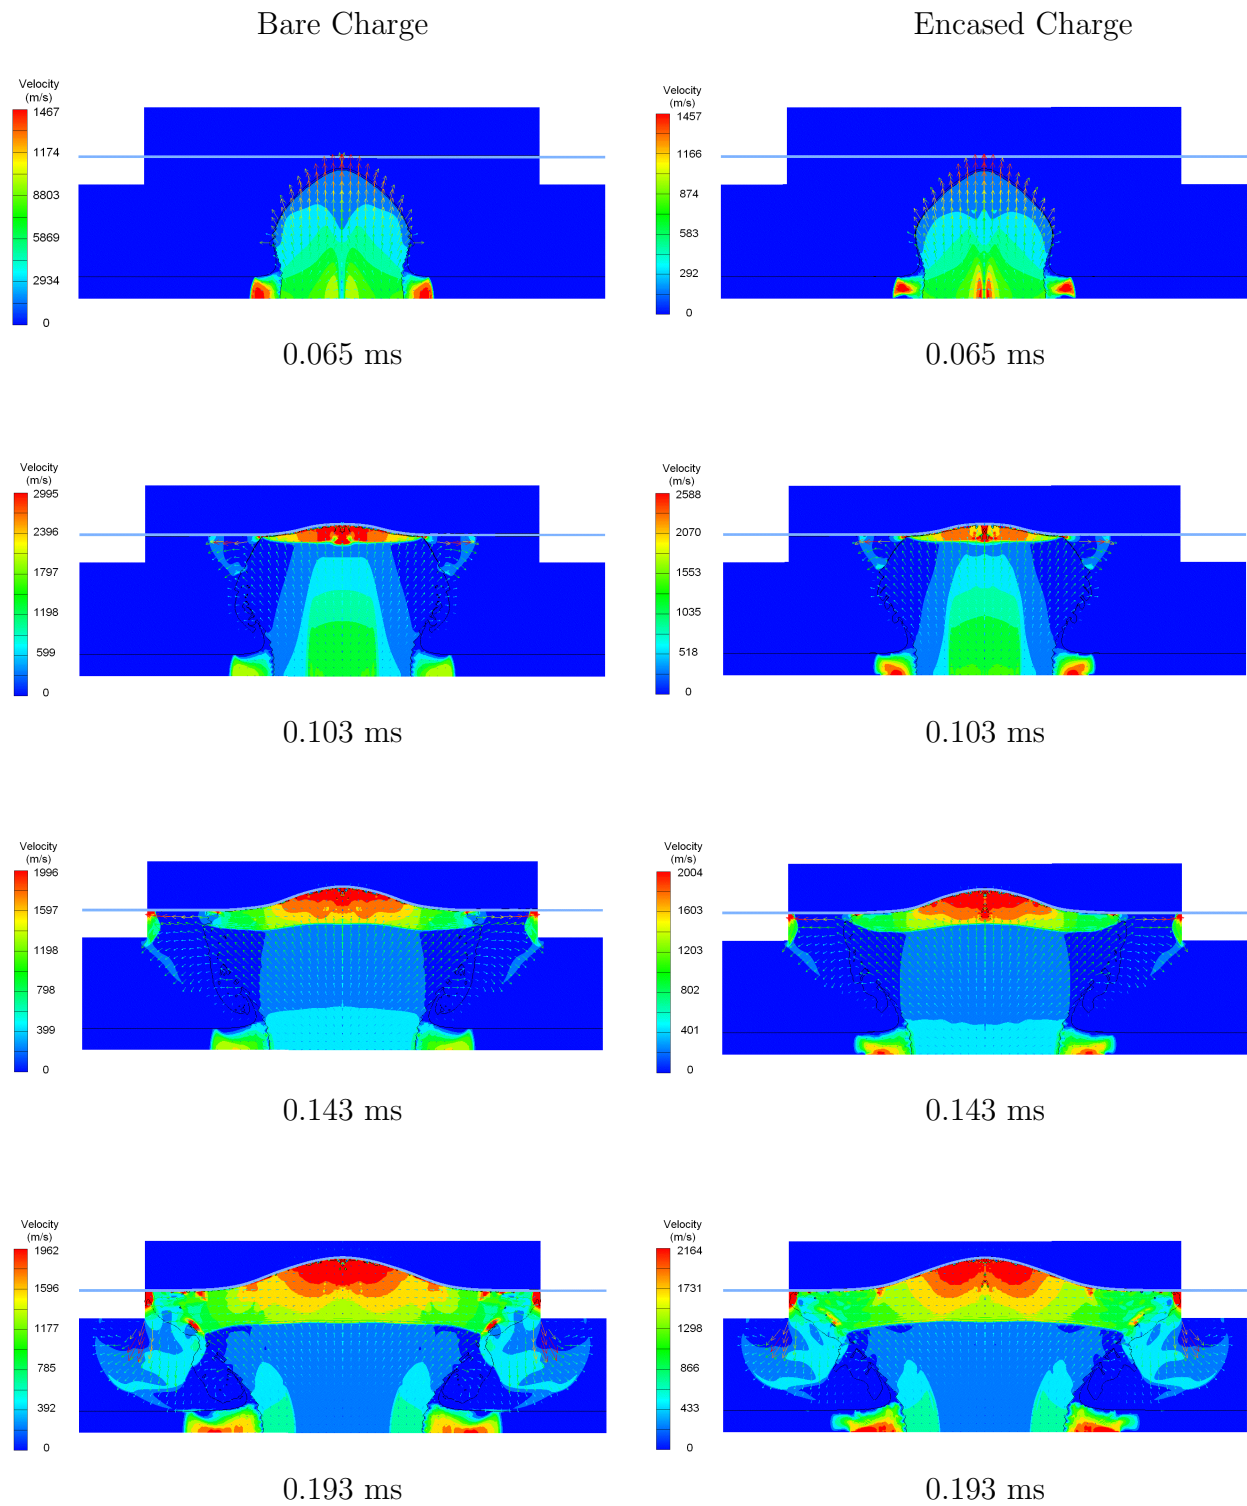 Bare Charge
Encased Charge
Velocity
(m/s)
1467
1174
8803
5869
2934
0
Velocity
(m/s)
1457
1166
874
583
292
0
0.065 ms
0.065 ms
Velocity
(m/s)
2995
2396
1797
1198
599
0
Velocity
(m/s)
2588
2070
1553
1035
518
0
0.103 ms
0.103 ms
Velocity
(m/s)
1996
1597
1198
798
399
0
Velocity
(m/s)
2004
1603
1203
802
401
0
0.143 ms
0.143 ms
Velocity
(m/s)
1962
1596
1177
785
392
0
Velocity
(m/s)
2164
1731
1298
866
433
0
0.193 ms
0.193 ms